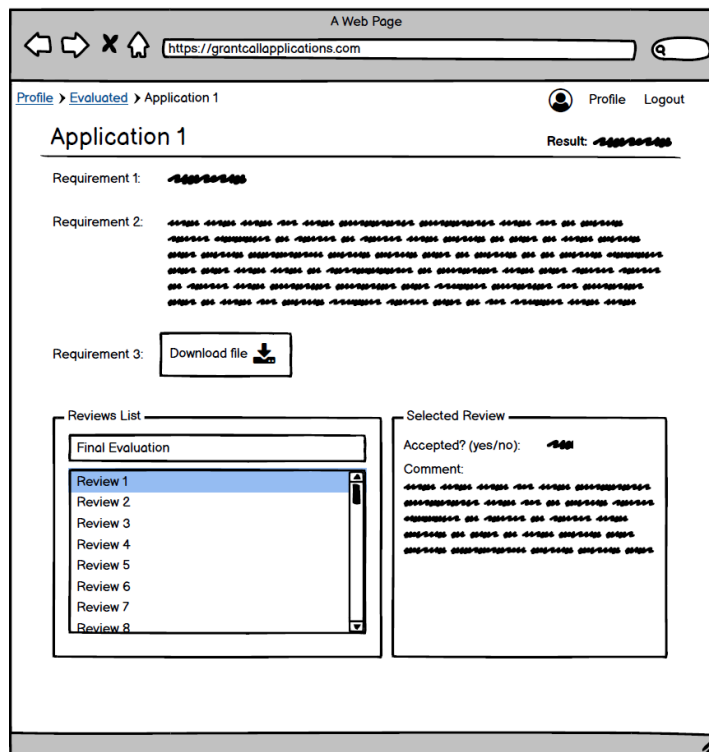 A Web Page
https://grantcallapplications.com
Profile > Evaluated > Application 1
Profile Logout
Application 1
Result:
Requirement 1:
Requirement 2:
Requirement 3:
Download file
Reviews List
Final Evaluation
Review 1
Review 2
Review 3
Review 4
Review 5
Review 6
Review 7
Review 8
Selected Review
Accepted? (yes/no):
Comment: